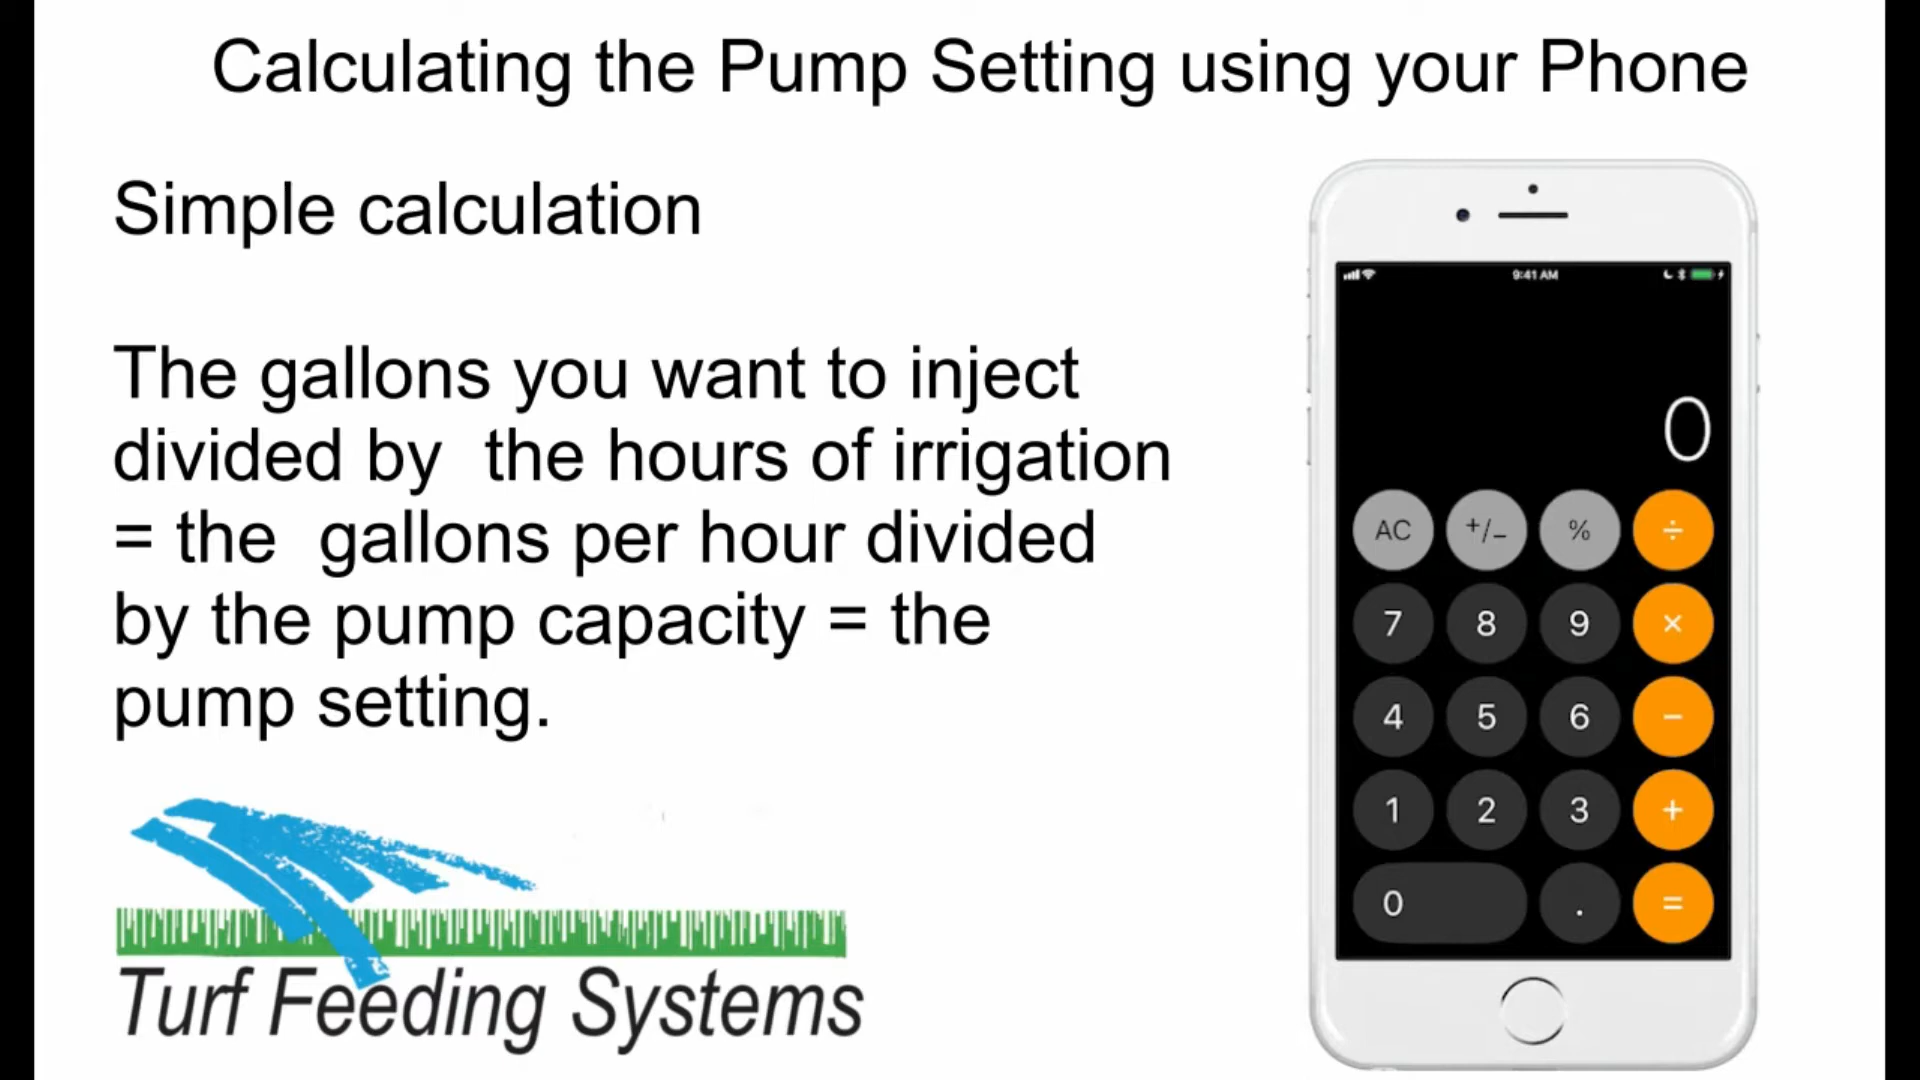 Calculating the Pump Setting using your Phone
Simple calculation
The gallons you want to inject
divided by  the hours of irrigation
= the  gallons per hour divided
by the pump capacity = the
pump setting.
Turf Feeding Systems
9:41 AM
0
AC +/− % ÷
7 8 9 ×
4 5 6 −
1 2 3 +
0 . =